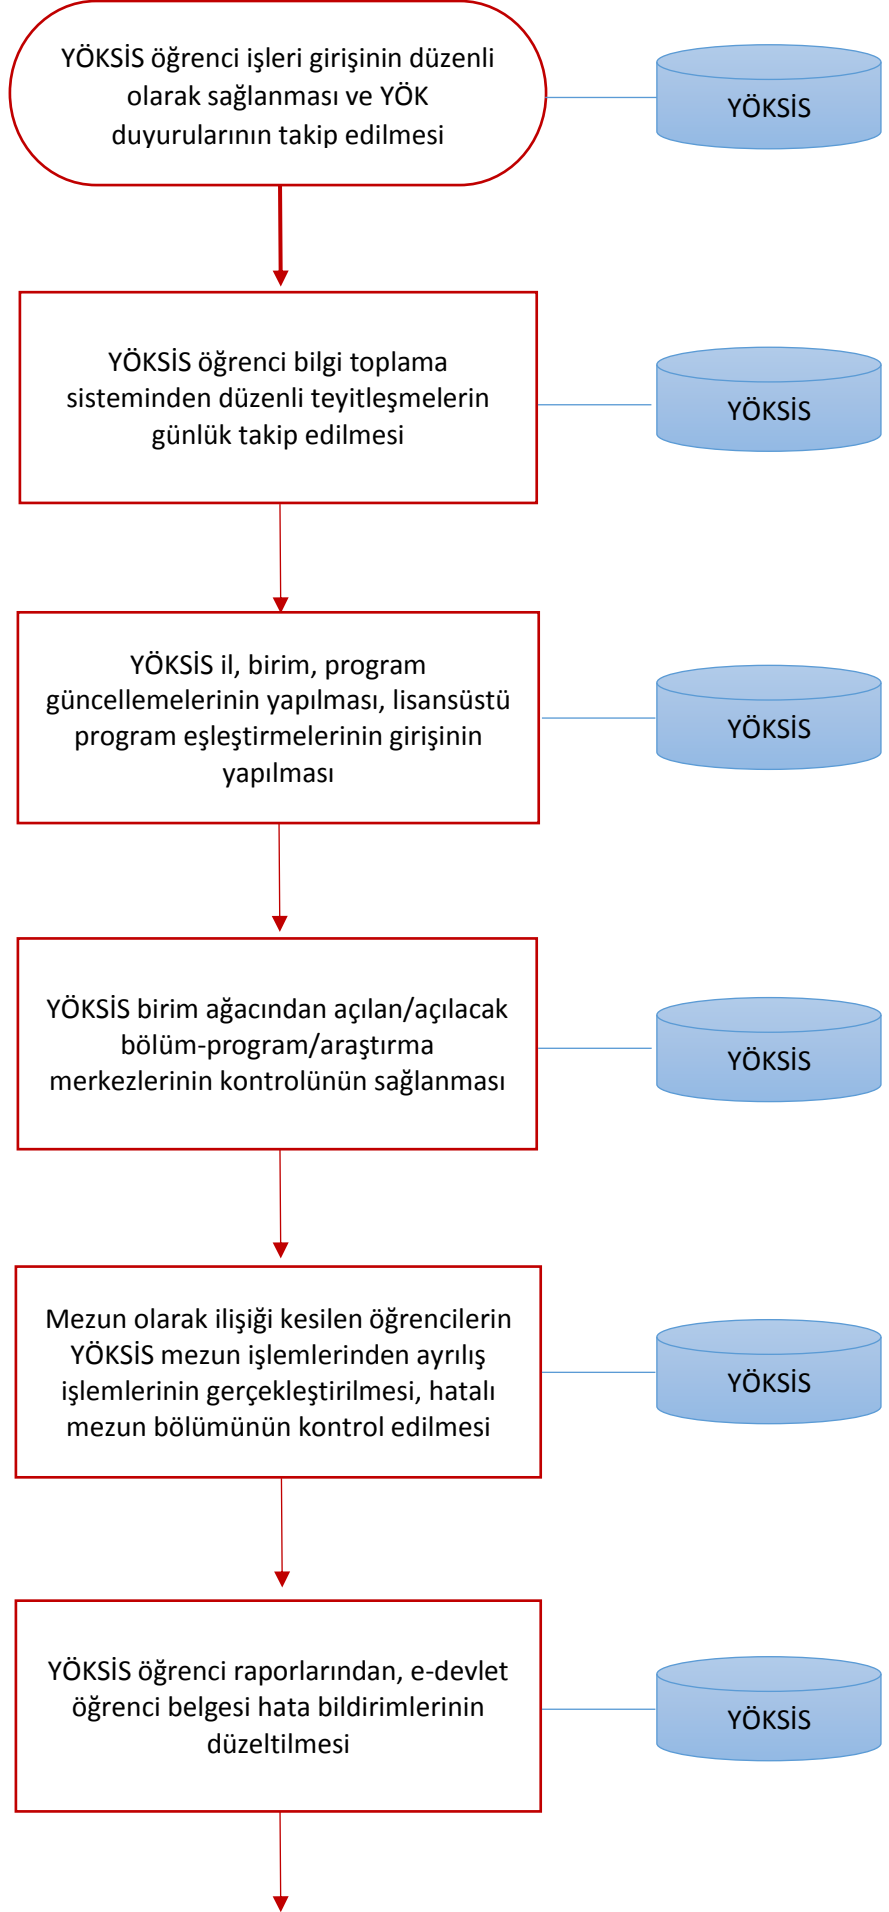 YÖKSİS öğrenci işleri girişinin düzenli
olarak sağlanması ve YÖK
duyurularının takip edilmesi
YÖKSİS
YÖKSİS öğrenci bilgi toplama
sisteminden düzenli teyitleşmelerin
günlük takip edilmesi
YÖKSİS
YÖKSİS il, birim, program
güncellemelerinin yapılması, lisansüstü
program eşleştirmelerinin girişinin
yapılması
YÖKSİS
YÖKSİS birim ağacından açılan/açılacak
bölüm-program/araştırma
merkezlerinin kontrolünün sağlanması
YÖKSİS
Mezun olarak ilişiği kesilen öğrencilerin
YÖKSİS mezun işlemlerinden ayrılış
işlemlerinin gerçekleştirilmesi, hatalı
mezun bölümünün kontrol edilmesi
YÖKSİS
YÖKSİS öğrenci raporlarından, e-devlet
öğrenci belgesi hata bildirimlerinin
düzeltilmesi
YÖKSİS